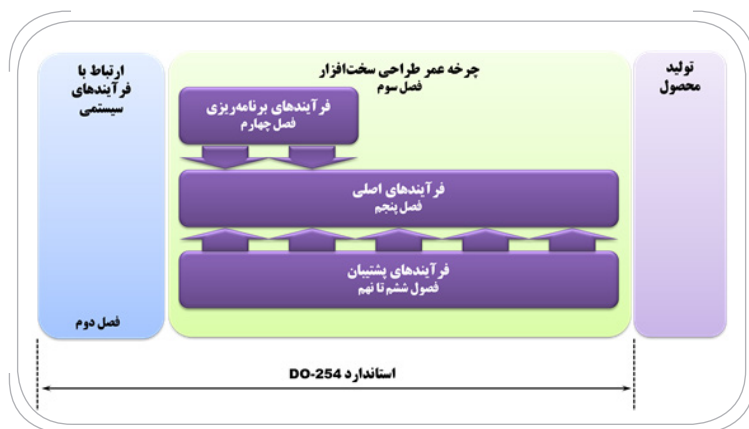 ارتباط با
فرآیندهای
سیستمی
فصل دوم
چرخه عمر طراحی سخت‌افزار
فصل سوم
فرآیندهای برنامه‌ریزی
فصل چهارم
فرآیندهای اصلی
فصل پنجم
فرآیندهای پشتیبان
فصول ششم تا نهم
تولید
محصول
استاندارد DO-254